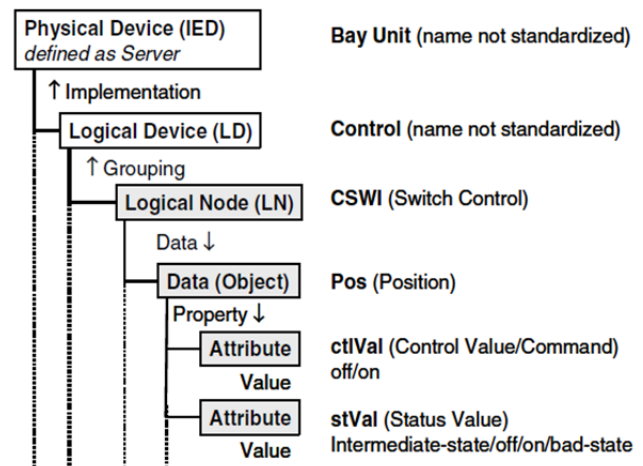 Physical Device (IED)
defined as Server
Bay Unit (name not standardized)
↑ Implementation
Logical Device (LD)
Control (name not standardized)
↑ Grouping
Logical Node (LN)
CSWI (Switch Control)
Data ↓
Data (Object)
Pos (Position)
Property ↓
Attribute
ctlVal (Control Value/Command)
Value
off/on
Attribute
stVal (Status Value)
Value
Intermediate-state/off/on/bad-state